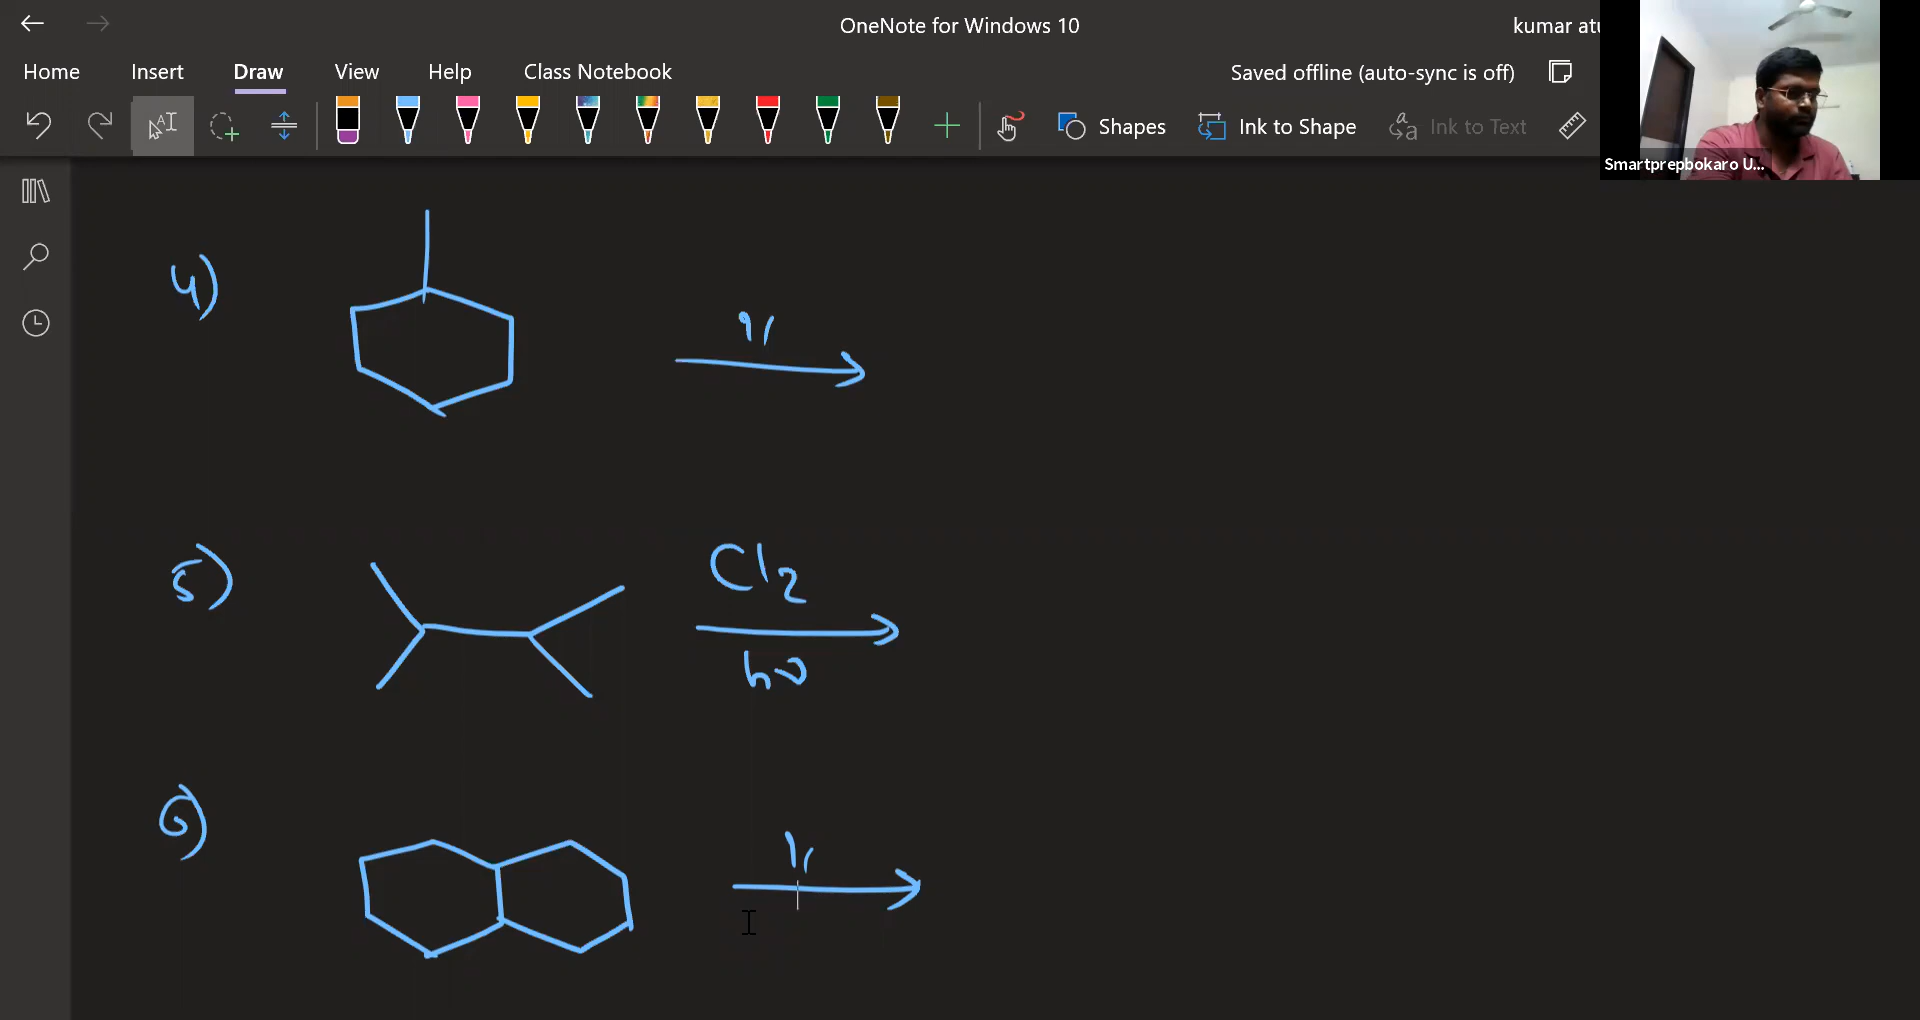 OneNote for Windows 10
kumar atu
Home Insert Draw View Help Class Notebook
Saved offline (auto-sync is off)
Shapes Ink to Shape Ink to Text
Smartprepbokaro U...
4)
"
5)
Cl2
hν
6)
"